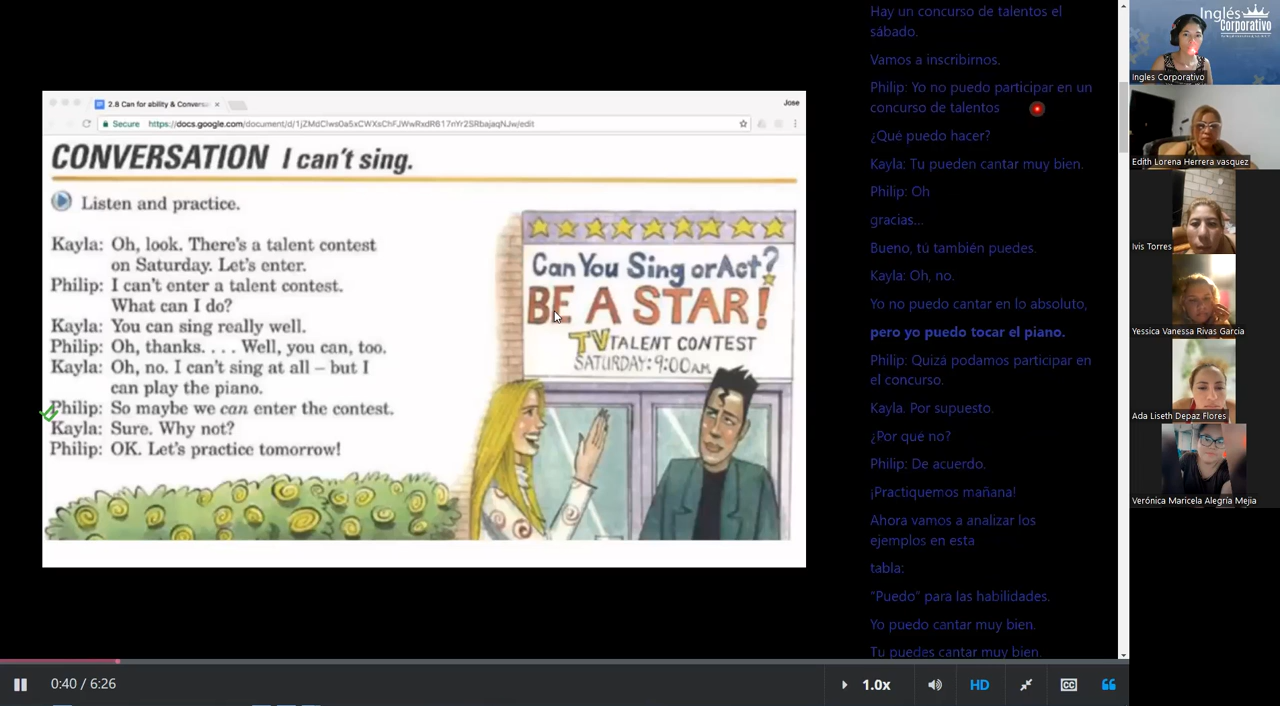 2.8 Can for ability & Conversa
Jose
Secure
https://docs.google.com/document/d/1jZMdClws0a5xCWXsChFJWwRxdR617nYr2SRbajaqNJw/edit
CONVERSATION I can't sing.
Listen and practice.
Kayla: Oh, look. There's a talent contest
on Saturday. Let's enter.
Philip: I can't enter a talent contest.
What can I do?
Kayla: You can sing really well.
Philip: Oh, thanks. . . . Well, you can, too.
Kayla: Oh, no. I can't sing at all – but I
can play the piano.
Philip: So maybe we can enter the contest.
Kayla: Sure. Why not?
Philip: OK. Let's practice tomorrow!
Can You Sing or Act?
BE A STAR!
TV TALENT CONTEST
SATURDAY: 9:00 AM
Hay un concurso de talentos el
sábado.
Vamos a inscribirnos.
Philip: Yo no puedo participar en un
concurso de talentos
¿Qué puedo hacer?
Kayla: Tu pueden cantar muy bien.
Philip: Oh
gracias...
Bueno, tú también puedes.
Kayla: Oh, no.
Yo no puedo cantar en lo absoluto,
pero yo puedo tocar el piano.
Philip: Quizá podamos participar en
el concurso.
Kayla. Por supuesto.
¿Por qué no?
Philip: De acuerdo.
¡Practiquemos mañana!
Ahora vamos a analizar los
ejemplos en esta
tabla:
"Puedo" para las habilidades.
Yo puedo cantar muy bien.
Tu puedes cantar muy bien.
Inglés
Corporativo
Ingles Corporativo
Edith Lorena Herrera vasquez
Ivis Torres
Yessica Vanessa Rivas Garcia
Ada Liseth Depaz Flores
Verónica Maricela Alegría Mejia
0:40 / 6:26
1.0x
HD
CC